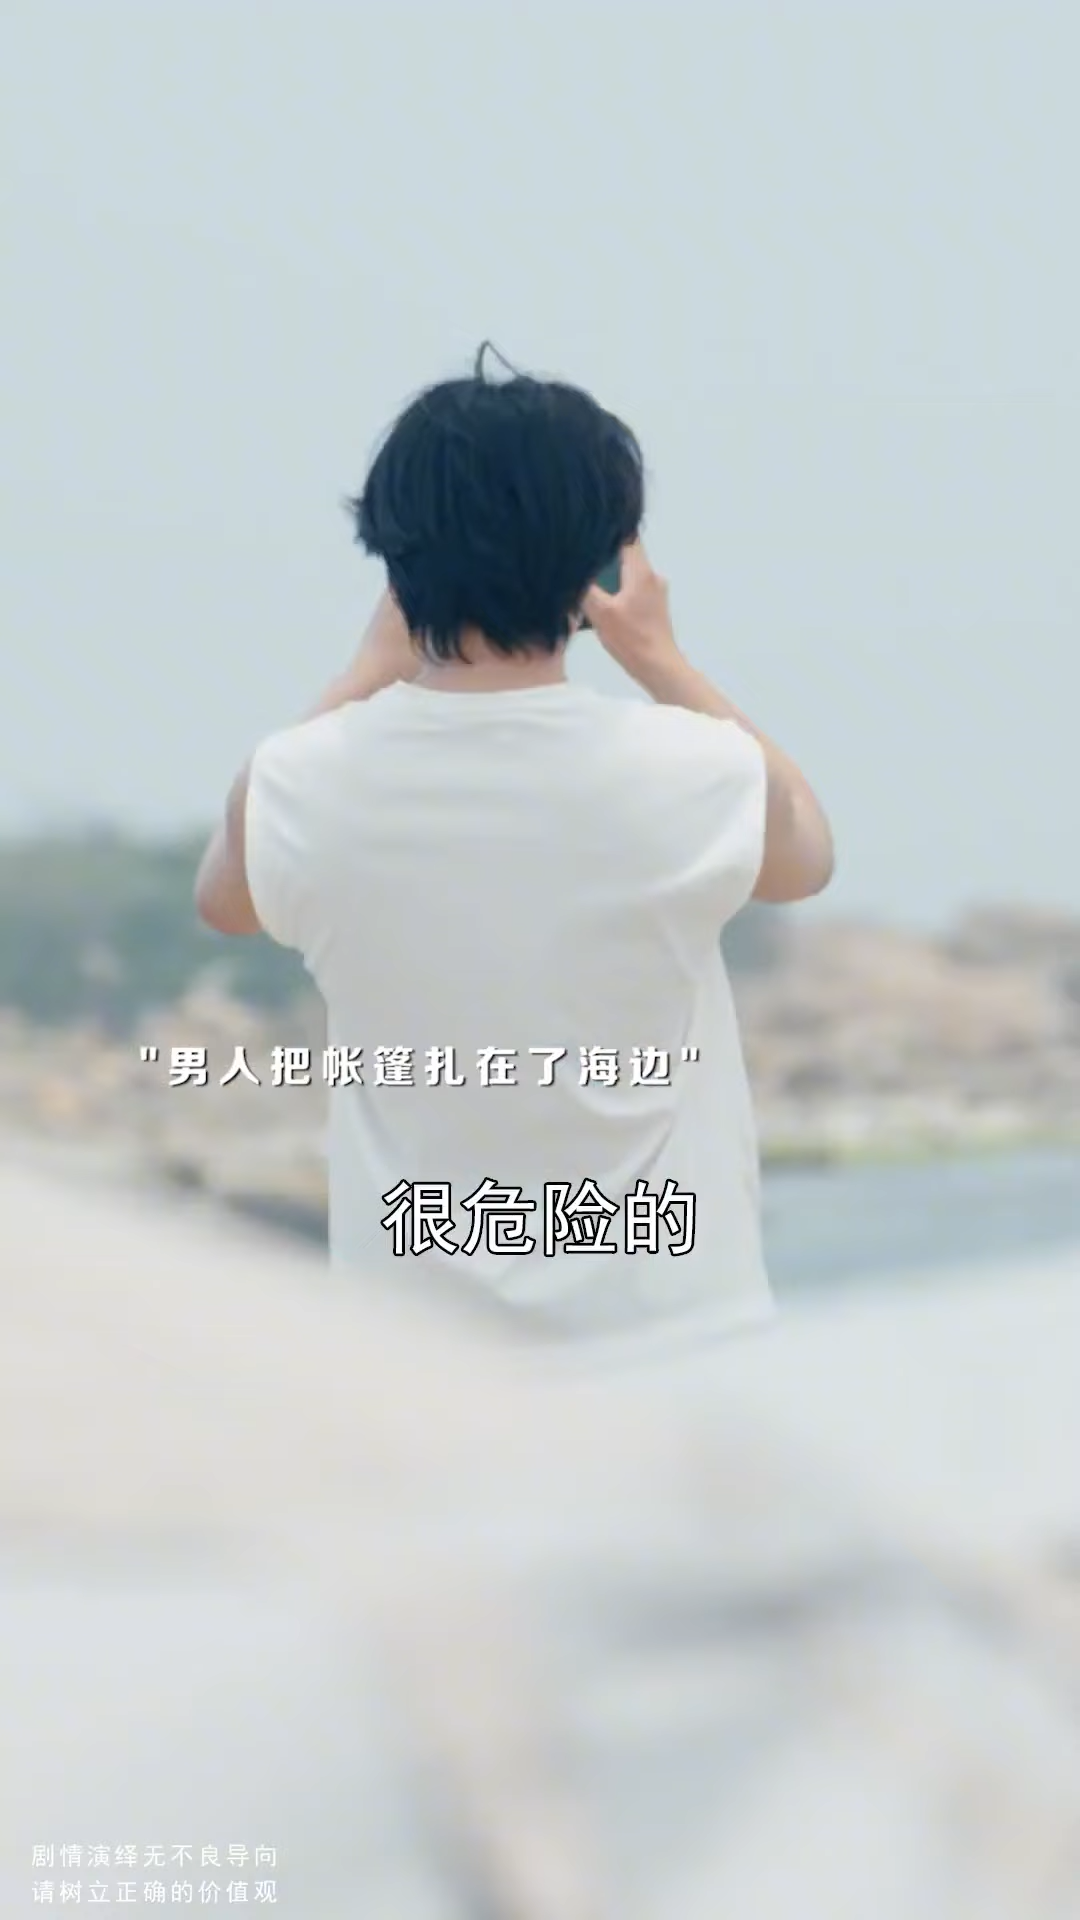 "男人把帐篷扎在了海边"
很危险的
剧情演绎无不良导向
请树立正确的价值观